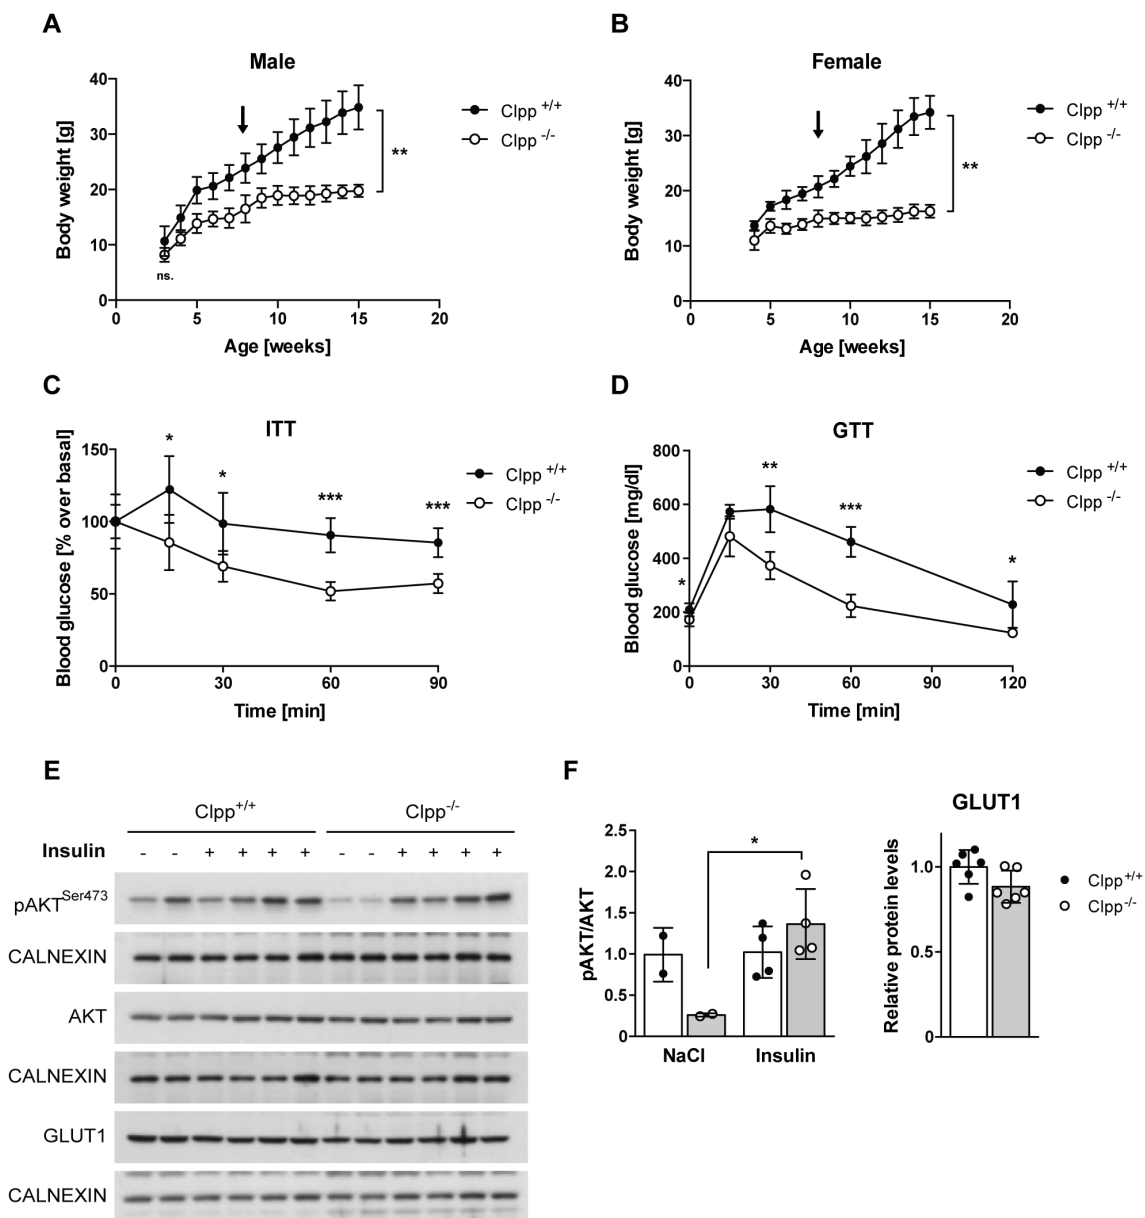 A
Male
Body weight [g]
40
30
20
10
0
0 5 10 15 20
Age [weeks]
ns.
**
Clpp +/+
Clpp -/-
B
Female
Body weight [g]
40
30
20
10
0
0 5 10 15 20
Age [weeks]
**
Clpp +/+
Clpp -/-
C
ITT
Blood glucose [% over basal]
150
100
50
0
0 30 60 90
Time [min]
* * *** ***
Clpp +/+
Clpp -/-
D
GTT
Blood glucose [mg/dl]
800
600
400
200
0
0 30 60 90 120
Time [min]
* ** *** *
Clpp +/+
Clpp -/-
E
Clpp+/+ Clpp-/-
Insulin - - + + + + - - + + + +
pAKTSer473
CALNEXIN
AKT
CALNEXIN
GLUT1
CALNEXIN
F
pAKT/AKT
2.5
2.0
1.5
1.0
0.5
0
*
NaCl Insulin
GLUT1
Relative protein levels
1.0
0.5
0
Clpp+/+
Clpp-/-